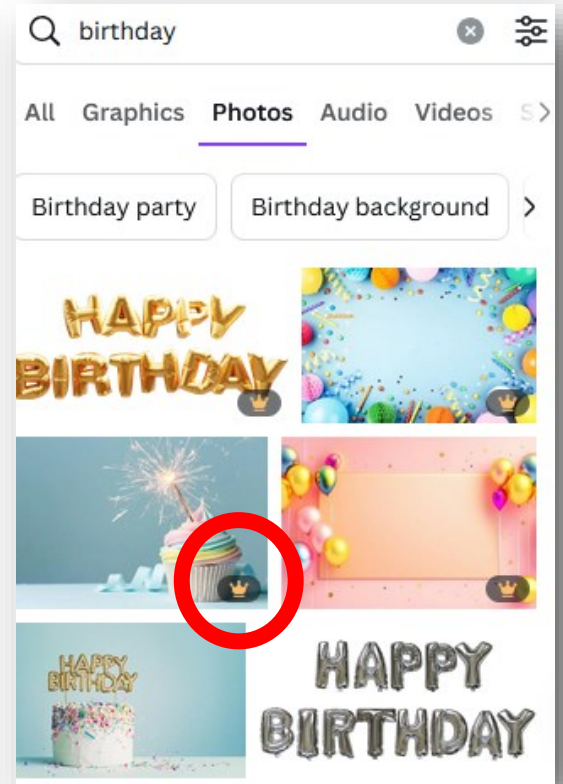 birthday
All Graphics Photos Audio Videos S
Birthday party
Birthday background
HAPPY
BIRTHDAY
HAPPY
BIRTHDAY
HAPPY
BIRTHDAY